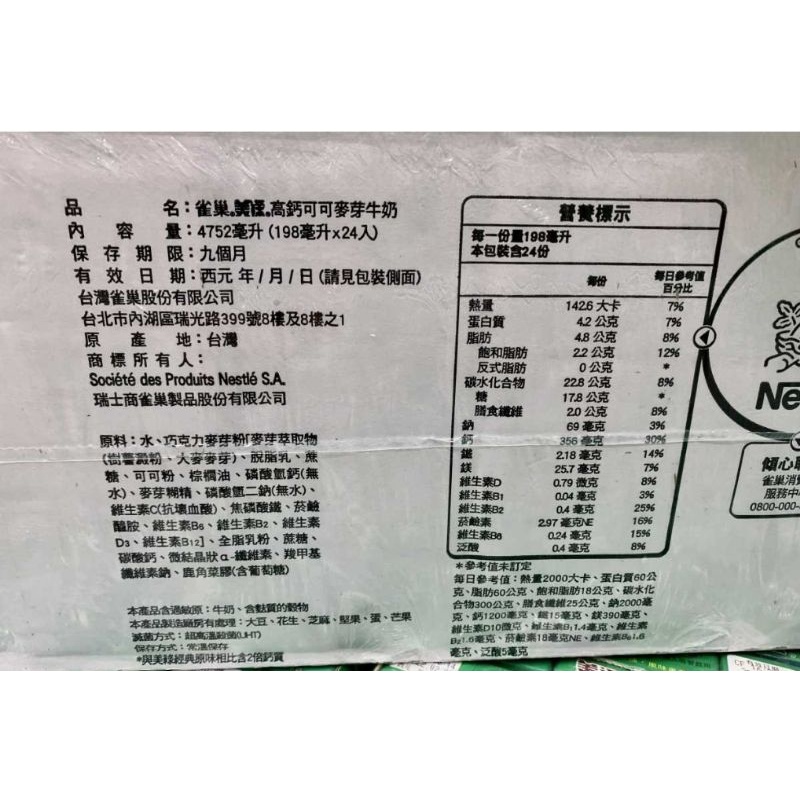 品名：雀巢®美祿®高鈣可可麥芽牛奶
內容量：4752毫升 (198毫升x24入)
保存期限：九個月
有效日期：西元 年 / 月 / 日 (請見包裝側面)
台灣雀巢股份有限公司
台北市內湖區瑞光路399號8樓及8樓之1
原產地：台灣
商標所有人：
Société des Produits Nestlé S.A.
瑞士商雀巢製品股份有限公司
原料：水、巧克力麥芽粉[麥芽萃取物
(樹薯澱粉、大麥麥芽)、脫脂乳、蔗
糖、可可粉、棕櫚油、磷酸氫鈣(無
水)、麥芽糊精、磷酸氫二鈉(無水)、
維生素C(抗壞血酸)、焦磷酸鐵、菸鹼
醯胺、維生素B6、維生素B2、維生素
D3、維生素B12]、全脂乳粉、蔗糖、
碳酸鈣、微結晶狀α-纖維素、羧甲基
纖維素鈉、鹿角菜膠(含葡萄糖)
本產品含過敏原：牛奶、含麩質的穀物
本產品製造廠另有處理：大豆、花生、芝麻、堅果、蛋、芒果
滅菌方式：超高溫殺菌(UHT)
保存方式：常溫保存
*與美祿經典原味相比含2倍鈣質
營養標示
每一份量198毫升
本包裝含24份
每份 每日參考值百分比
熱量 142.6 大卡 7%
蛋白質 4.2 公克 7%
脂肪 4.8 公克 8%
飽和脂肪 2.2 公克 12%
反式脂肪 0 公克 *
碳水化合物 22.8 公克 8%
糖 17.8 公克 *
膳食纖維 2.0 公克 8%
鈉 69 毫克 3%
鈣 356 毫克 30%
鐵 2.18 毫克 14%
鎂 25.7 毫克 7%
維生素D 0.79 微克 8%
維生素B1 0.04 毫克 3%
維生素B2 0.4 毫克 25%
菸鹼素 2.97 毫克NE 16%
維生素B6 0.24 毫克 15%
泛酸 0.4 毫克 8%
*參考值未訂定
每日參考值：熱量2000大卡、蛋白質60公
克、脂肪60公克、飽和脂肪18公克、碳水化
合物300公克、膳食纖維25公克、鈉2000毫
克、鈣1200毫克、鐵15毫克、鎂390毫克、
維生素D10微克、維生素B1 1.4毫克、維生素
B2 1.6毫克、菸鹼素18毫克NE、維生素B6 1.6
毫克、泛酸5毫克
Ne
傾心
雀巢消
服務中
0800-000-